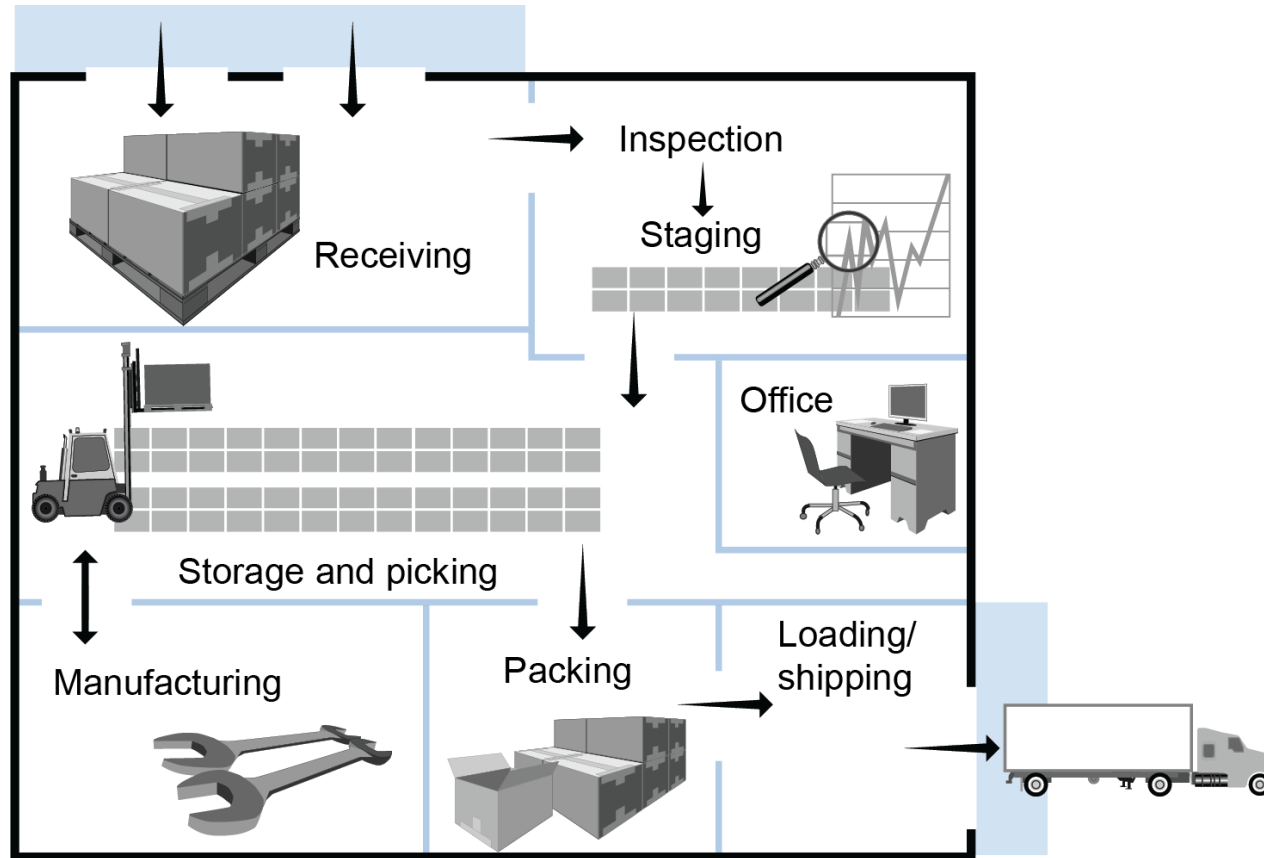 Inspection
Staging
Receiving
Office
Storage and picking
Manufacturing
Packing
Loading/
shipping